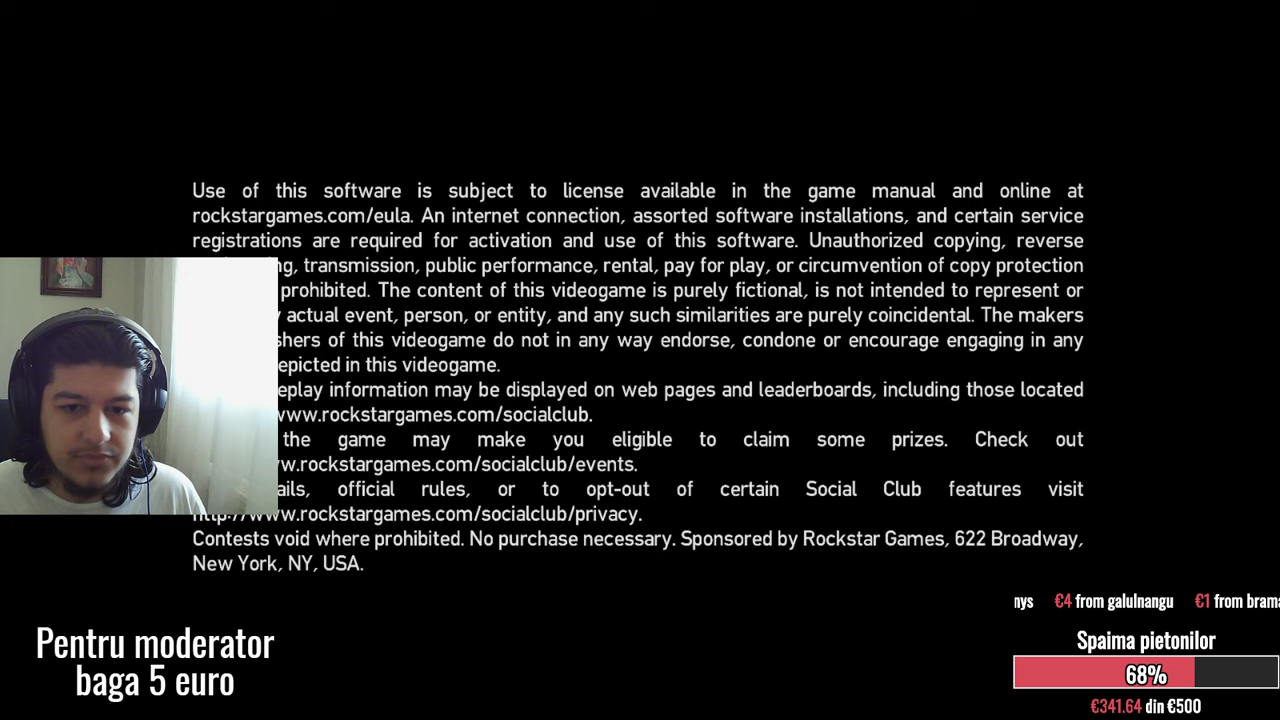 Use of this software is subject to license available in the game manual and online at
rockstargames.com/eula. An internet connection, assorted software installations, and certain service
registrations are required for activation and use of this software. Unauthorized copying, reverse
transmission, public performance, rental, pay for play, or circumvention of copy protection
prohibited. The content of this videogame is purely fictional, is not intended to represent or
actual event, person, or entity, and any such similarities are purely coincidental. The makers
of this videogame do not in any way endorse, condone or encourage engaging in any
in this videogame.
information may be displayed on web pages and leaderboards, including those located
www.rockstargames.com/socialclub.
the game may make you eligible to claim some prizes. Check out
rockstargames.com/socialclub/events.
official rules, or to opt-out of certain Social Club features visit
http://www.rockstargames.com/socialclub/privacy.
Contests void where prohibited. No purchase necessary. Sponsored by Rockstar Games, 622 Broadway,
New York, NY, USA.
€4 from galulnangu €1 from
Pentru moderator
baga 5 euro
Spaima pietonilor
68%
€341.64 din €500